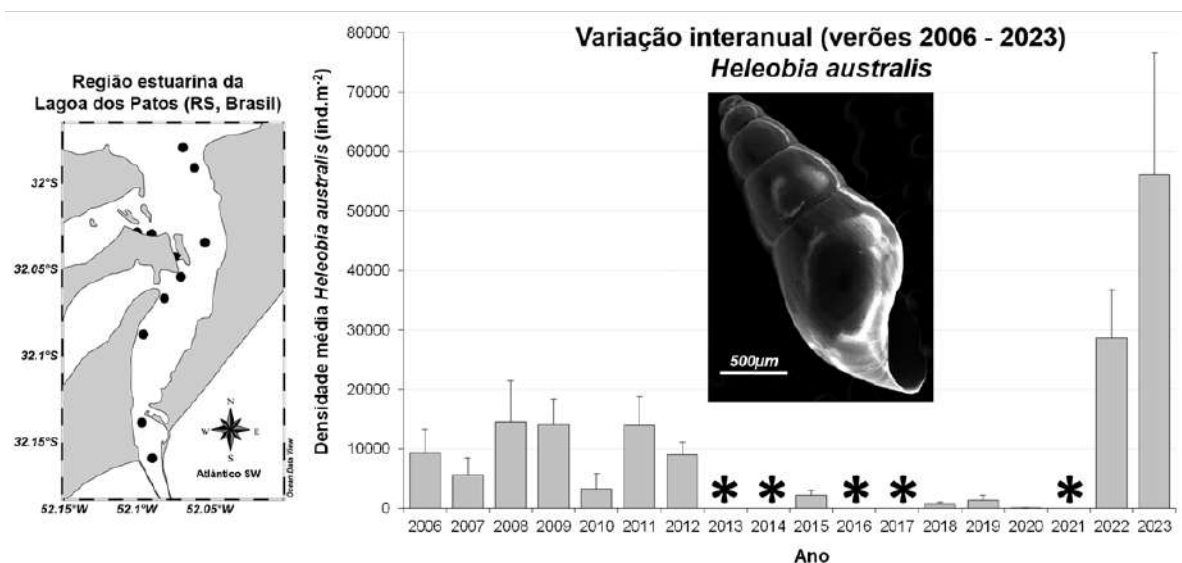 Região estuarina da
Lagoa dos Patos (RS, Brasil)
32°S
32.05°S
32.1°S
32.15°S
N
W E
S
Atlântico SW
Ocean Data View
52.15°W 52.1°W 52.05°W
Variação interanual (verões 2006 - 2023)
Heleobia australis
Densidade média Heleobia australis (ind.m-2)
80000
70000
60000
50000
40000
30000
20000
10000
0
500µm
* * * * *
2006 2007 2008 2009 2010 2011 2012 2013 2014 2015 2016 2017 2018 2019 2020 2021 2022 2023
Ano